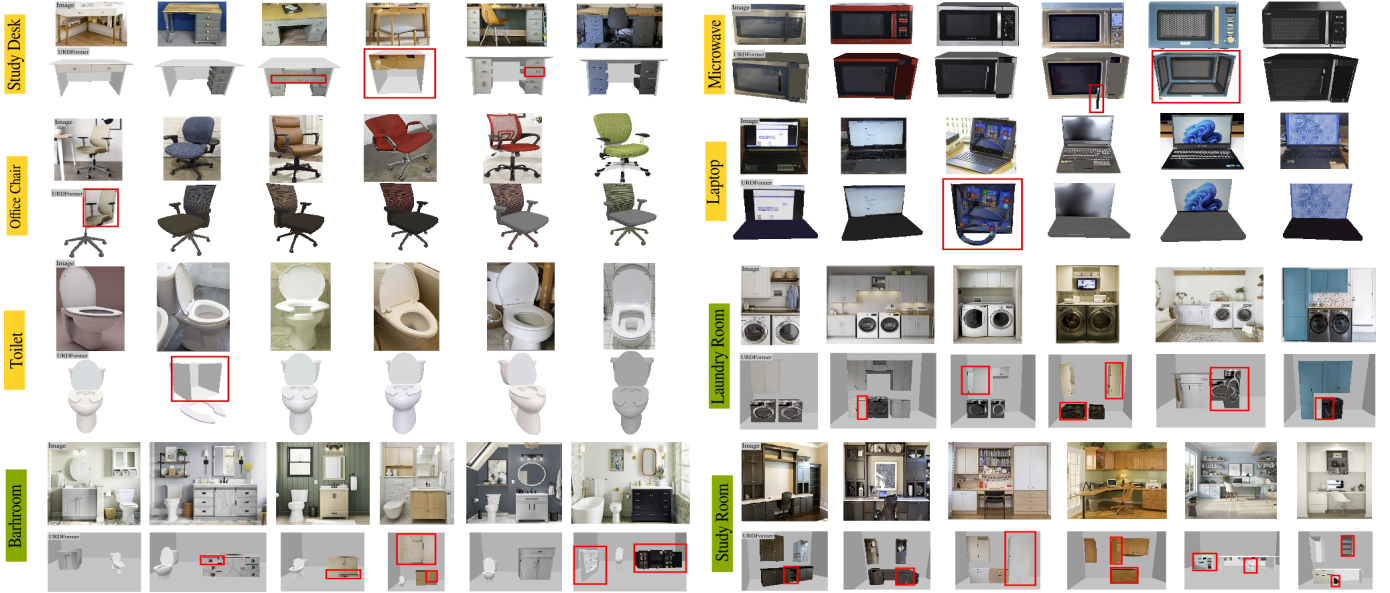 Study Desk
Image
URDFormer
Office Chair
Image
URDFormer
Toilet
Image
URDFormer
Barhroom
Image
URDFormer
Microwave
Image
URDFormer
Laptop
Image
URDFormer
Laundry Room
Image
URDFormer
Study Room
Image
URDFormer